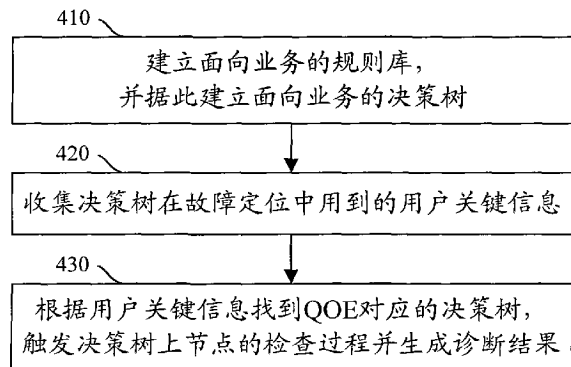 410
建立面向业务的规则库，
并据此建立面向业务的决策树
420
收集决策树在故障定位中用到的用户关键信息
430
根据用户关键信息找到QOE对应的决策树，
触发决策树上节点的检查过程并生成诊断结果